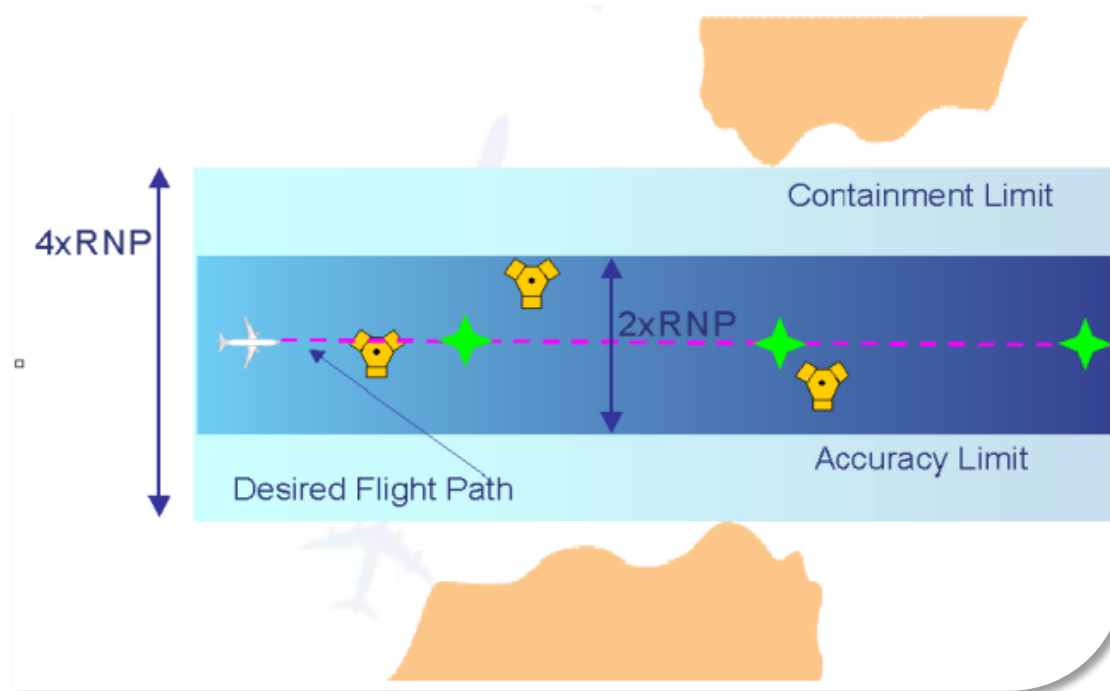 Containment Limit
4xRNP
2xRNP
Accuracy Limit
Desired Flight Path